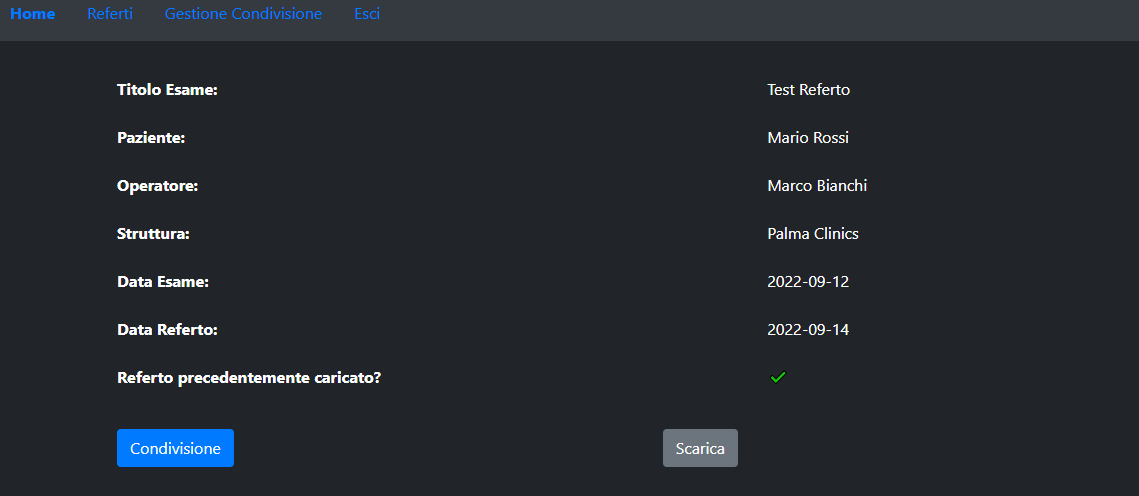 Home Referti Gestione Condivisione Esci
Titolo Esame: Test Referto
Paziente: Mario Rossi
Operatore: Marco Bianchi
Struttura: Palma Clinics
Data Esame: 2022-09-12
Data Referto: 2022-09-14
Referto precedentemente caricato?
Condivisione Scarica